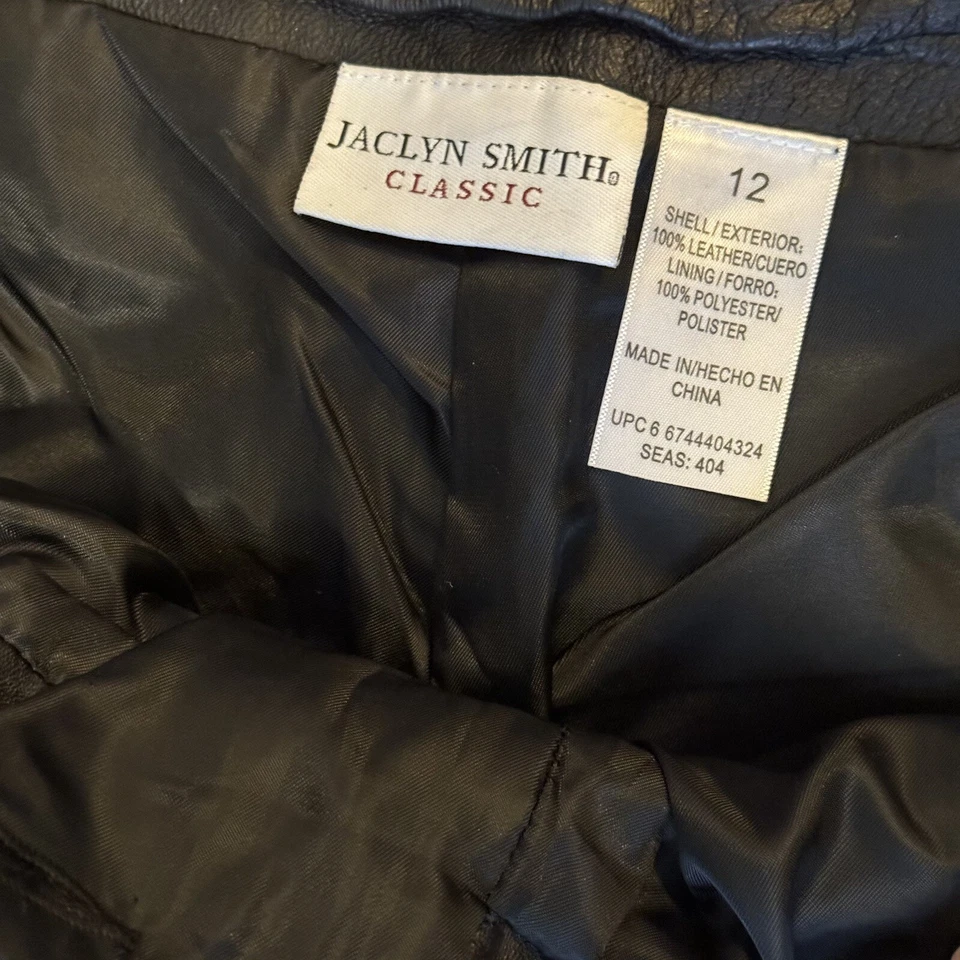 JACLYN SMITH®
CLASSIC
12
SHELL/EXTERIOR:
100% LEATHER/CUERO
LINING/FORRO:
100% POLYESTER/
POLISTER
MADE IN/HECHO EN
CHINA
UPC 6 6744404324
SEAS: 404